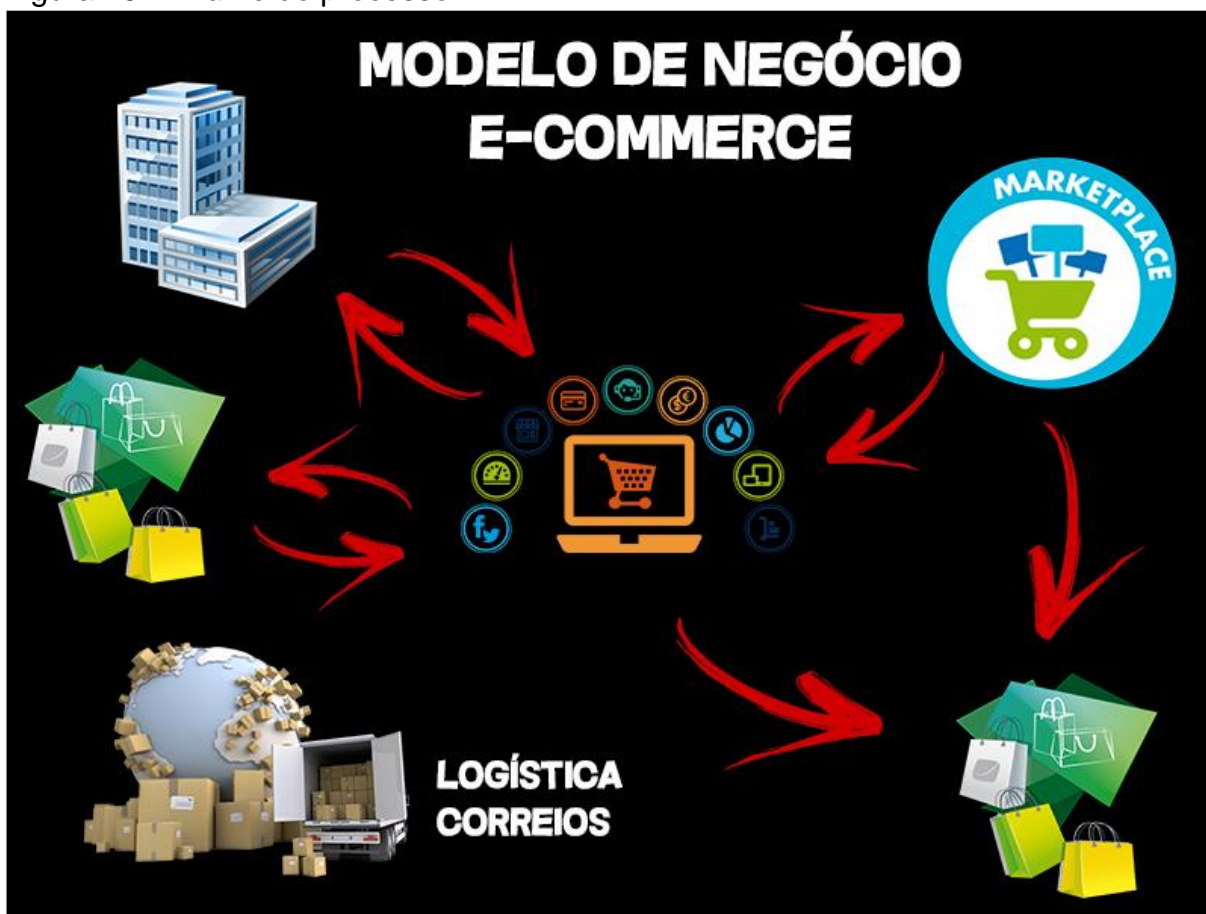 MODELO DE NEGÓCIO
E-COMMERCE
MARKETPLACE
LOGÍSTICA
CORREIOS